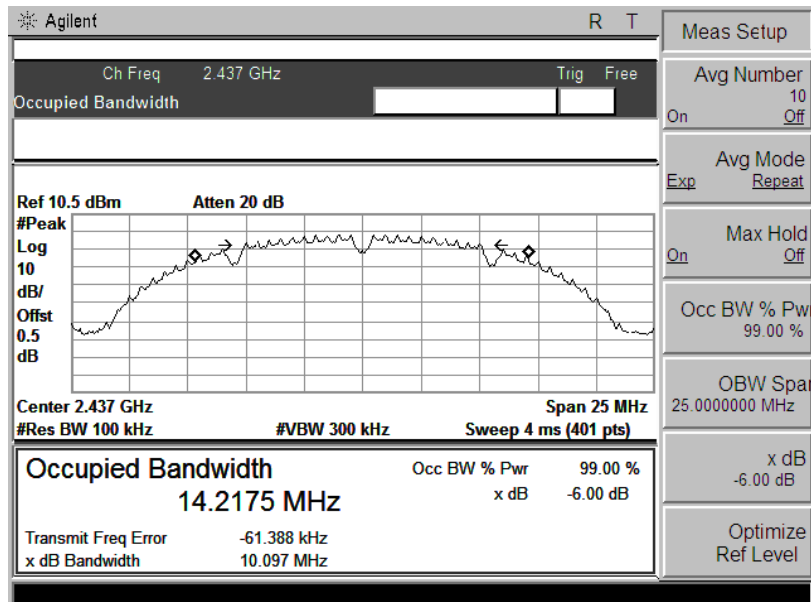 Agilent R T
Ch Freq 2.437 GHz Trig Free
Occupied Bandwidth
Ref 10.5 dBm Atten 20 dB
#Peak
Log
10
dB/
Offst
0.5
dB
Center 2.437 GHz Span 25 MHz
#Res BW 100 kHz #VBW 300 kHz Sweep 4 ms (401 pts)
Occupied Bandwidth Occ BW % Pwr 99.00 %
14.2175 MHz x dB -6.00 dB
Transmit Freq Error -61.388 kHz
x dB Bandwidth 10.097 MHz
Meas Setup
Avg Number
10
On Off
Avg Mode
Exp Repeat
Max Hold
On Off
Occ BW % Pwr
99.00 %
OBW Span
25.0000000 MHz
x dB
-6.00 dB
Optimize
Ref Level